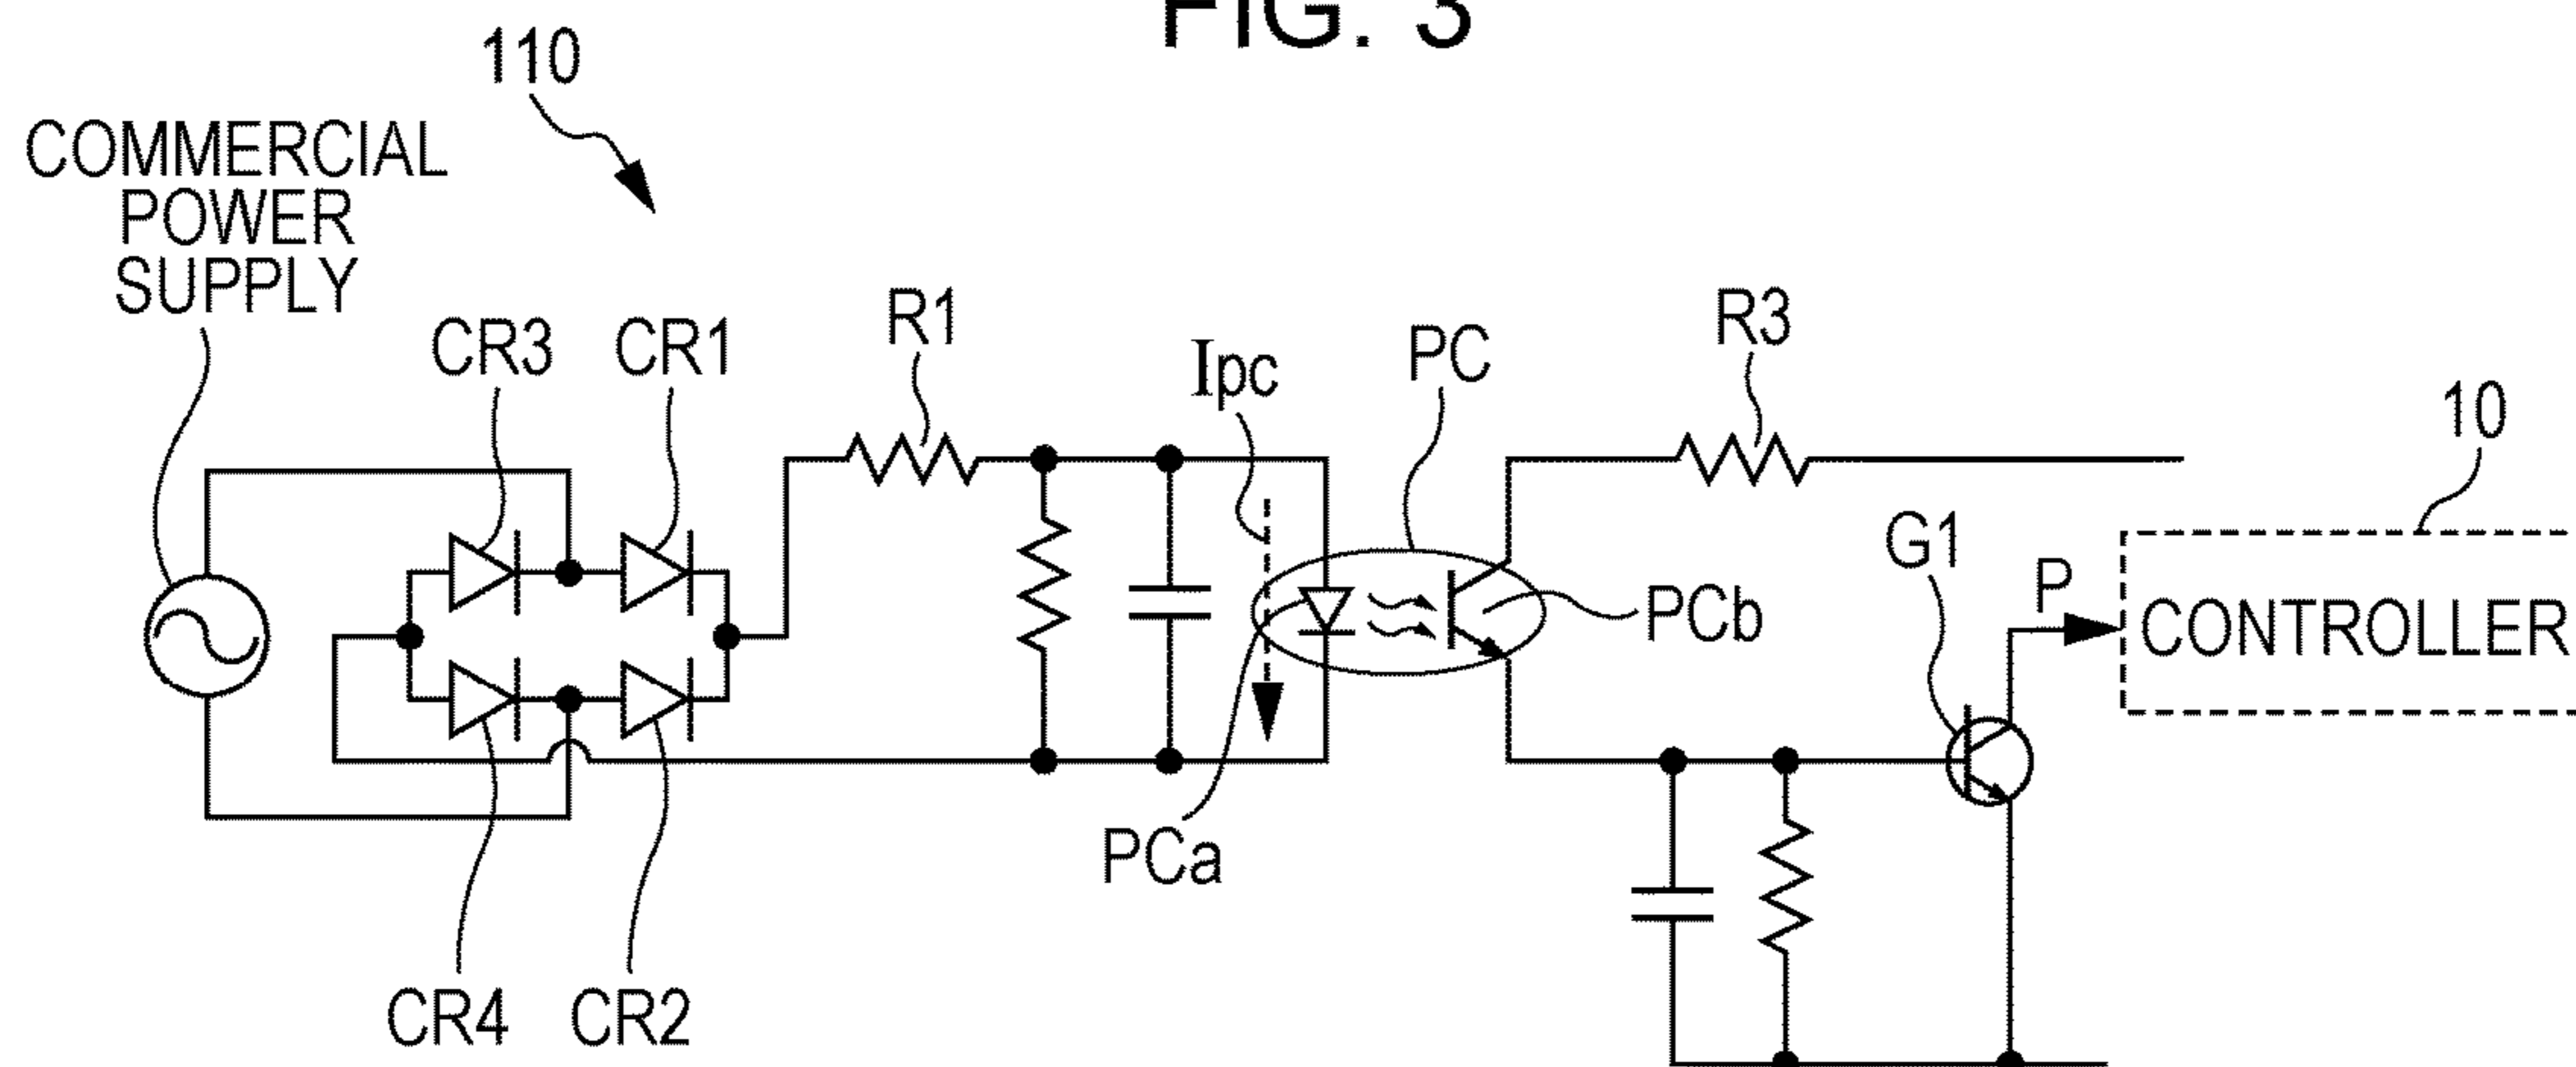 FIG. 3
110
COMMERCIAL
POWER
SUPPLY
CR3
CR1
R1
Ipc
PC
R3
10
G1
P
CONTROLLER
PCb
PCa
CR4
CR2